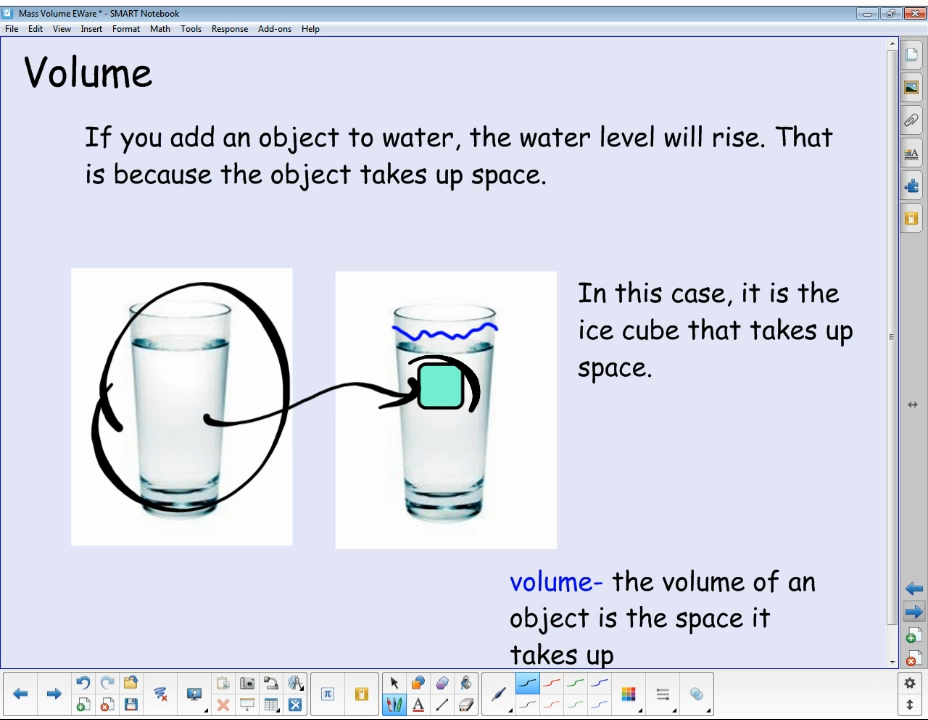 Mass Volume EWare * - SMART Notebook
File Edit View Insert Format Math Tools Response Add-ons Help
Volume
If you add an object to water, the water level will rise. That
is because the object takes up space.
In this case, it is the
ice cube that takes up
space.
volume- the volume of an
object is the space it
takes up